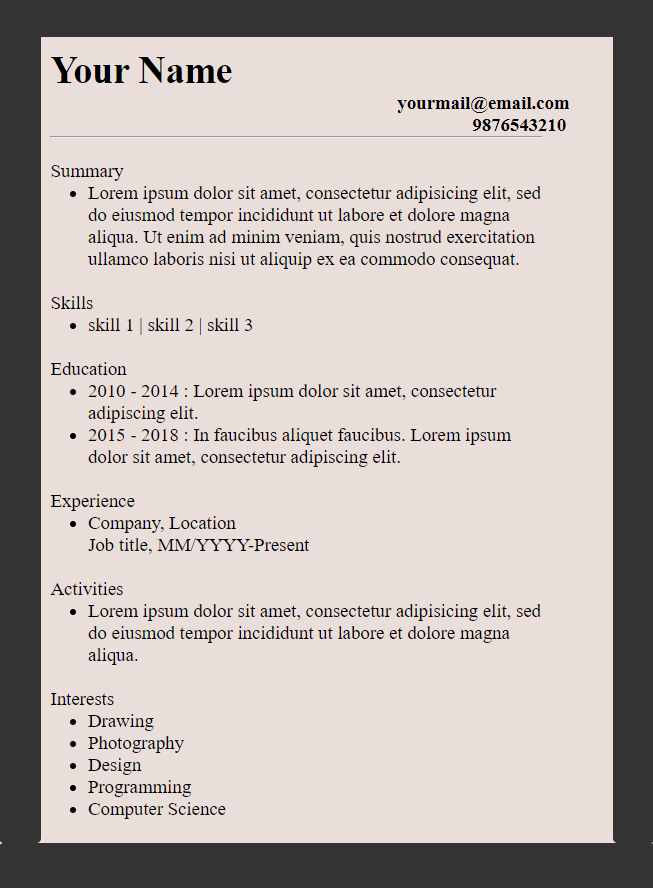 Your Name
yourmail@email.com
9876543210
Summary
• Lorem ipsum dolor sit amet, consectetur adipisicing elit, sed
do eiusmod tempor incididunt ut labore et dolore magna
aliqua. Ut enim ad minim veniam, quis nostrud exercitation
ullamco laboris nisi ut aliquip ex ea commodo consequat.
Skills
• skill 1 | skill 2 | skill 3
Education
• 2010 - 2014 : Lorem ipsum dolor sit amet, consectetur
adipiscing elit.
• 2015 - 2018 : In faucibus aliquet faucibus. Lorem ipsum
dolor sit amet, consectetur adipiscing elit.
Experience
• Company, Location
Job title, MM/YYYY-Present
Activities
• Lorem ipsum dolor sit amet, consectetur adipisicing elit, sed
do eiusmod tempor incididunt ut labore et dolore magna
aliqua.
Interests
• Drawing
• Photography
• Design
• Programming
• Computer Science